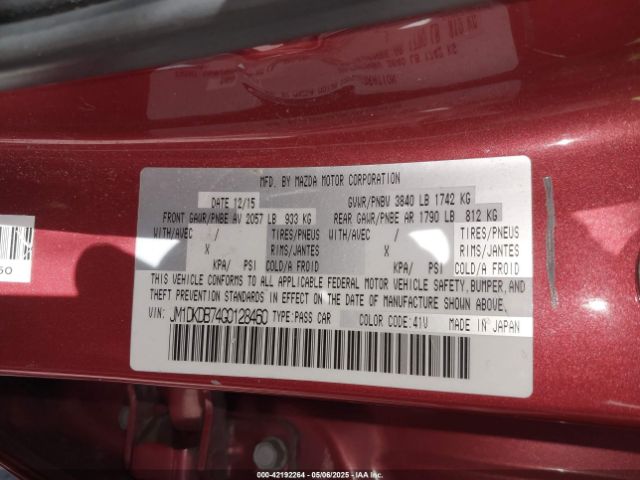 MFD. BY MAZDA MOTOR CORPORATION
DATE 12/15 GVWR/PNBV 3840 LB 1742 KG
FRONT GAWR/PNBE AV 2057 LB 933 KG REAR GAWR/PNBE AR 1790 LB 812 KG
WITH/AVEC / TIRES/PNEUS WITH/AVEC / TIRES/PNEUS
X RIMS/JANTES X RIMS/JANTES
KPA/ PSI COLD/A FROID KPA/ PSI COLD/A FROID
THIS VEHICLE CONFORMS TO ALL APPLICABLE FEDERAL MOTOR VEHICLE SAFETY, BUMPER, AND
THEFT PREVENTION STANDARDS IN EFFECT ON THE DATE OF MANUFACTURE SHOWN ABOVE.
VIN: JM1DKDB74G0128450 TYPE: PASS CAR COLOR CODE: 41V MADE IN JAPAN
000-42192264 - 05/06/2025 - IAAI.com